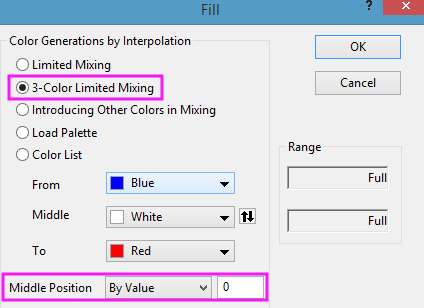 Fill
?
Color Generations by Interpolation
Limited Mixing
3-Color Limited Mixing
Introducing Other Colors in Mixing
Load Palette
Color List
From Blue
Middle White
To Red
Middle Position By Value 0
OK
Cancel
Range
Full
Full